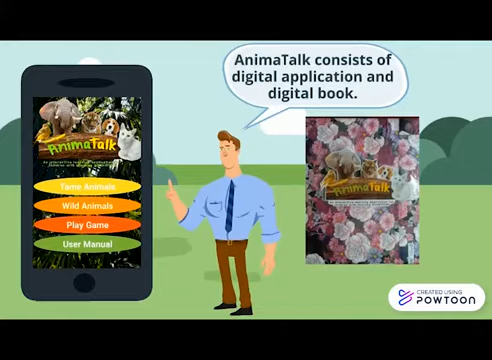 AnimaTalk consists of
digital application and
digital book.
AnimaTalk
Tame Animals
Wild Animals
Play Game
User Manual
AnimaTalk
CREATED USING
POWTOON